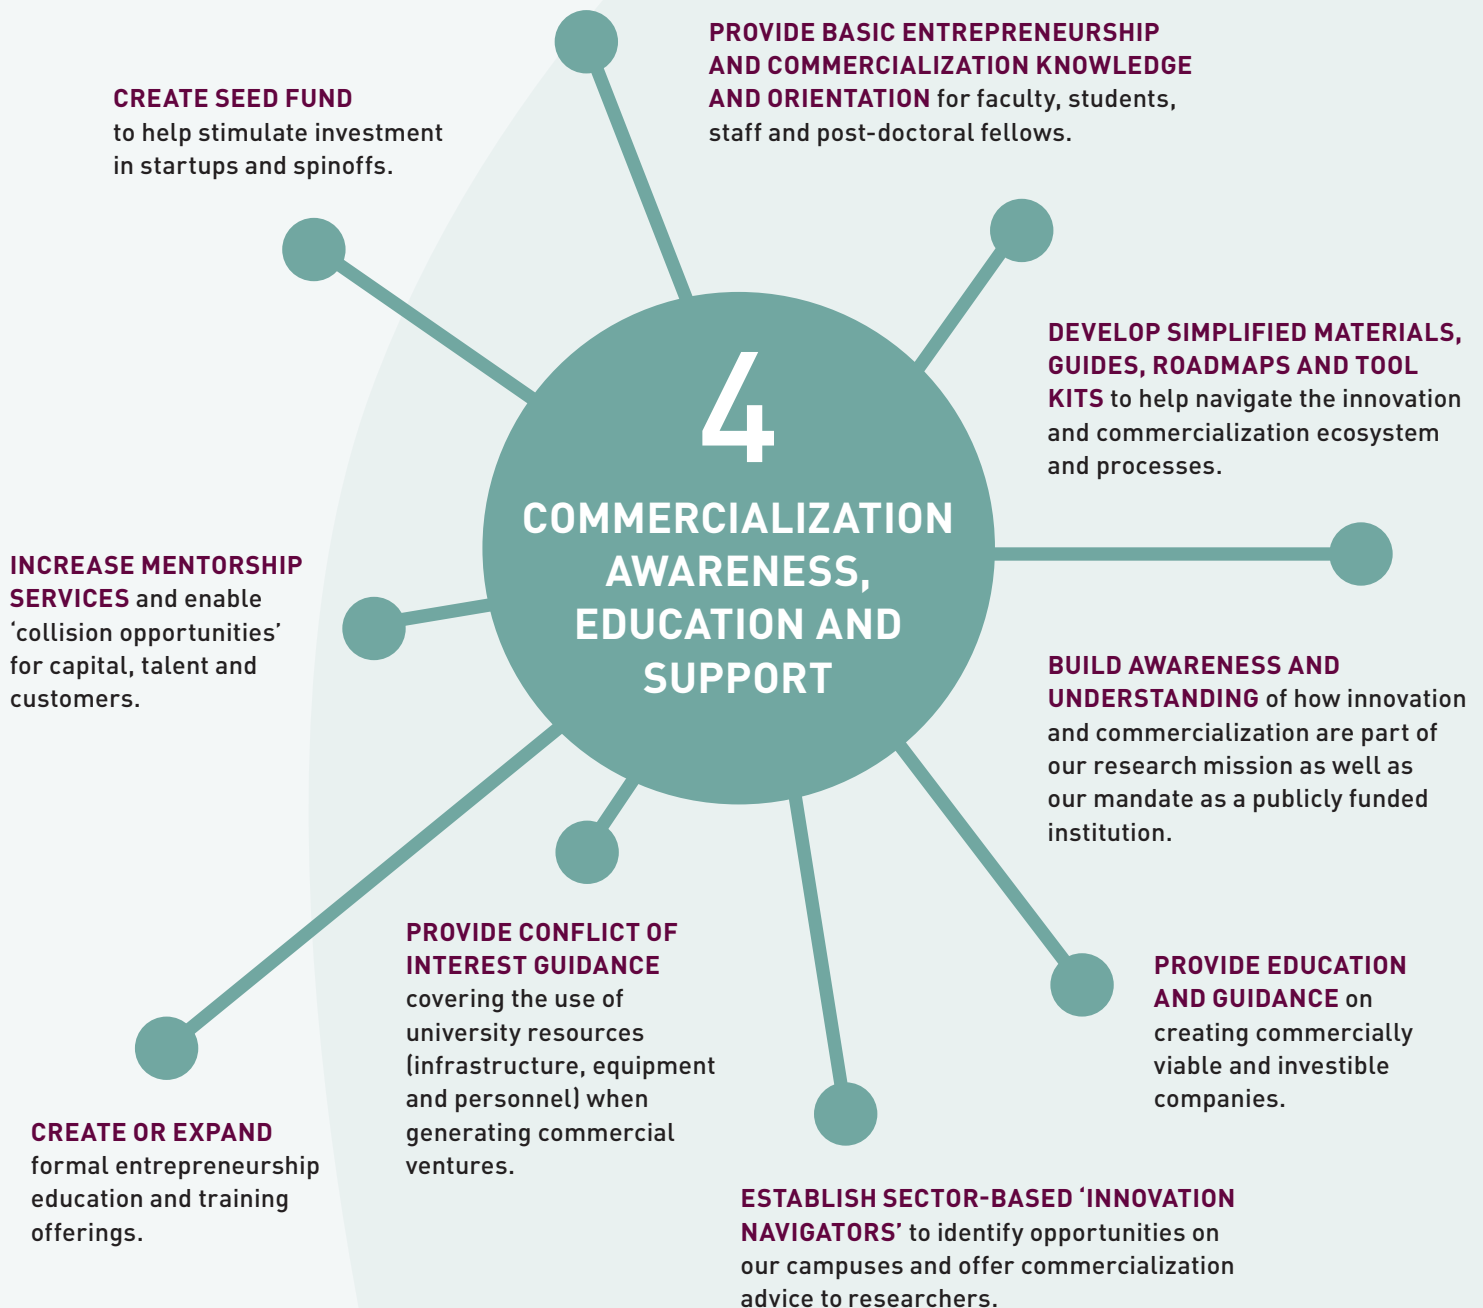 4
COMMERCIALIZATION
AWARENESS,
EDUCATION AND
SUPPORT
PROVIDE BASIC ENTREPRENEURSHIP
AND COMMERCIALIZATION KNOWLEDGE
AND ORIENTATION for faculty, students,
staff and post-doctoral fellows.
DEVELOP SIMPLIFIED MATERIALS,
GUIDES, ROADMAPS AND TOOL
KITS to help navigate the innovation
and commercialization ecosystem
and processes.
BUILD AWARENESS AND
UNDERSTANDING of how innovation
and commercialization are part of
our research mission as well as
our mandate as a publicly funded
institution.
PROVIDE EDUCATION
AND GUIDANCE on
creating commercially
viable and investible
companies.
ESTABLISH SECTOR-BASED ‘INNOVATION
NAVIGATORS’ to identify opportunities on
our campuses and offer commercialization
advice to researchers.
PROVIDE CONFLICT OF
INTEREST GUIDANCE
covering the use of
university resources
(infrastructure, equipment
and personnel) when
generating commercial
ventures.
CREATE OR EXPAND
formal entrepreneurship
education and training
offerings.
INCREASE MENTORSHIP
SERVICES and enable
‘collision opportunities’
for capital, talent and
customers.
CREATE SEED FUND
to help stimulate investment
in startups and spinoffs.